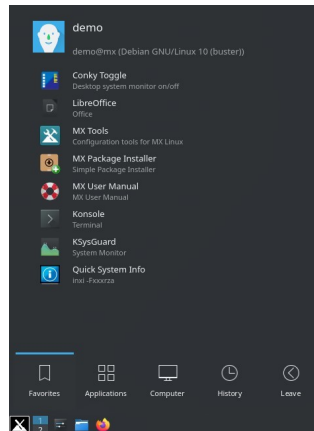 demo
demo@mx (Debian GNU/Linux 10 (buster))
Conky Toggle
Desktop system monitor on/off
LibreOffice
Office
MX Tools
Configuration tools for MX Linux
MX Package Installer
Simple Package Installer
MX User Manual
MX User Manual
Konsole
Terminal
KSysGuard
System Monitor
Quick System Info
inxi -Fxxxrza
Favorites Applications Computer History Leave
1
2